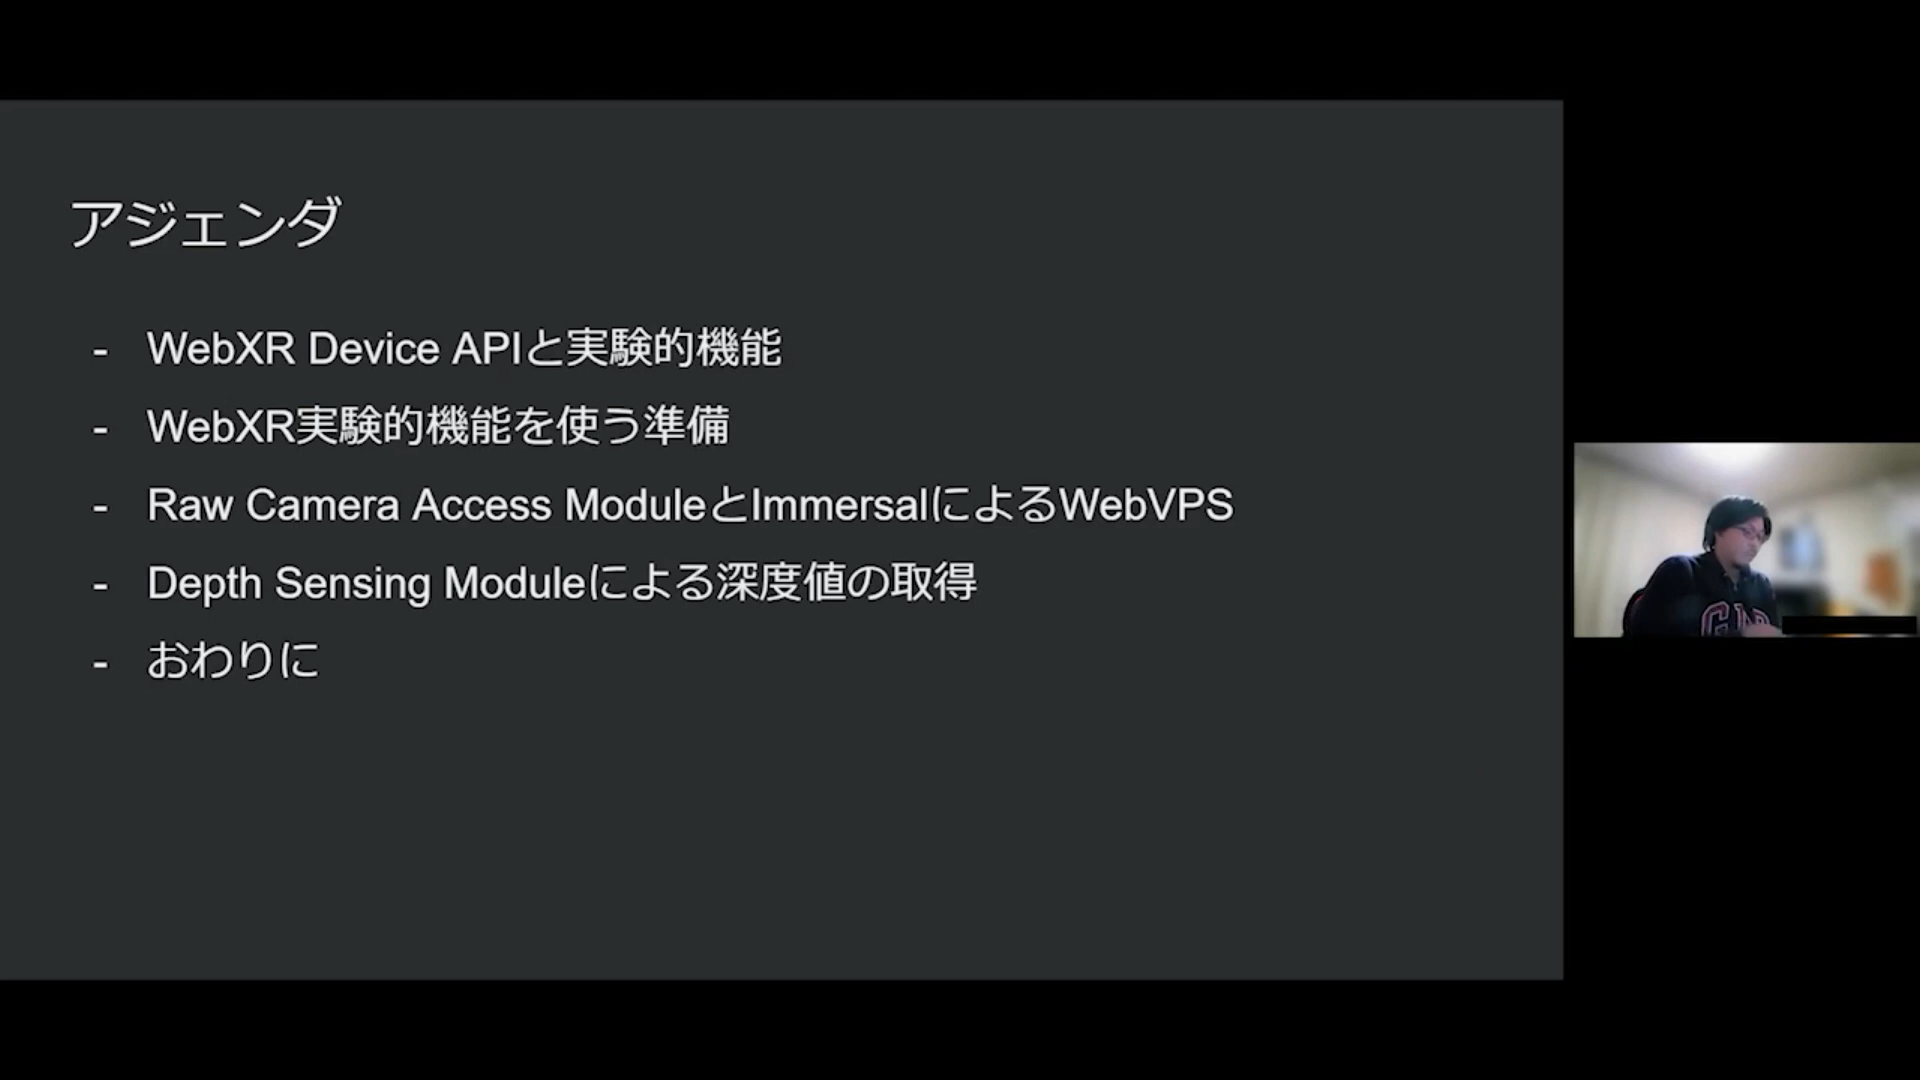 アジェンダ
- WebXR Device APIと実験的機能
- WebXR実験的機能を使う準備
- Raw Camera Access ModuleとImmersalによるWebVPS
- Depth Sensing Moduleによる深度値の取得
- おわりに